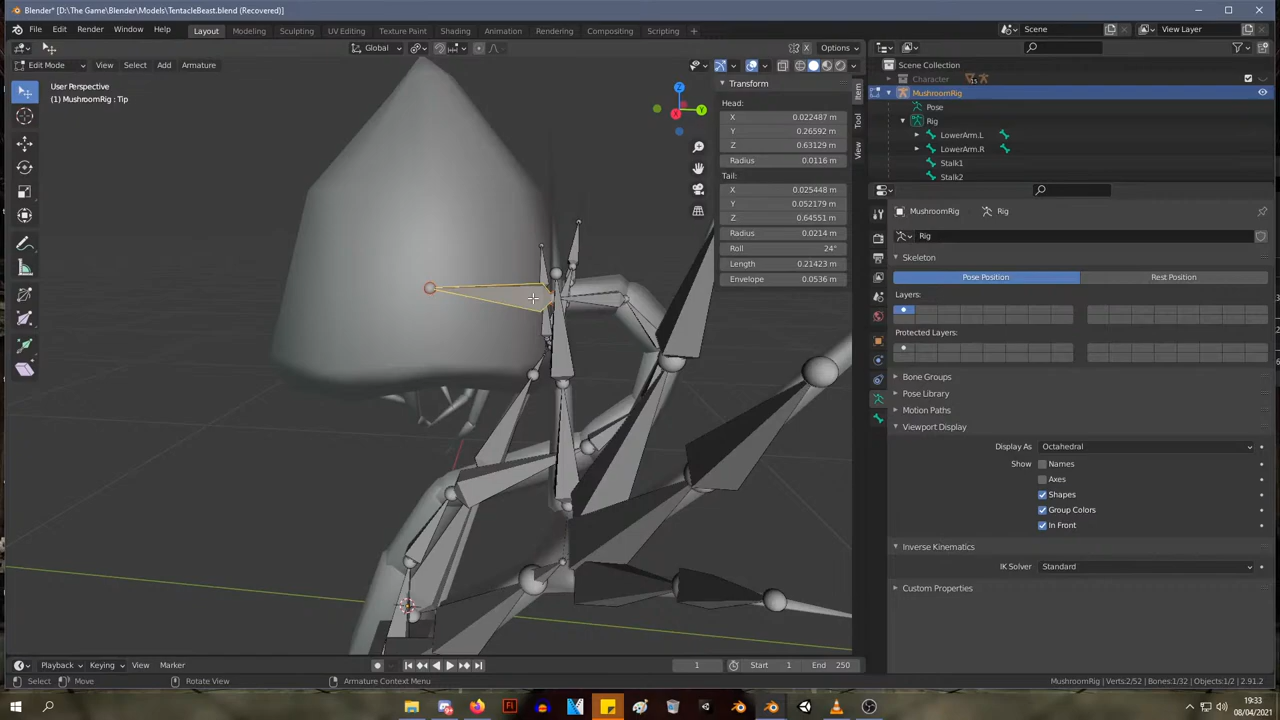 Blender* [D:\The Game\Blender\Models\TentacleBeast.blend (Recovered)]
File Edit Render Window Help Layout Modeling Sculpting UV Editing Texture Paint Shading Animation Rendering Compositing Scripting + Scene View Layer
Global Options
Edit Mode View Select Add Armature
User Perspective
(1) MushroomRig : Tip
Transform
Head:
X 0.022487 m
Y 0.26592 m
Z 0.63129 m
Radius 0.0116 m
Tail:
X 0.025448 m
Y 0.052179 m
Z 0.64551 m
Radius 0.0214 m
Roll 24°
Length 0.21423 m
Envelope 0.0536 m
Item
Tool
View
Z
Y
X
Scene Collection
Character 15
MushroomRig
Pose
Rig
LowerArm.L
LowerArm.R
Stalk1
Stalk2
MushroomRig Rig
Rig
Skeleton
Pose Position Rest Position
Layers:
Protected Layers:
Bone Groups
Pose Library
Motion Paths
Viewport Display
Display As Octahedral
Show Names
Axes
Shapes
Group Colors
In Front
Inverse Kinematics
IK Solver Standard
Custom Properties
Playback Keying View Marker 1 Start 1 End 250
Select Move Rotate View Armature Context Menu MushroomRig | Verts:2/52 | Bones:1/32 | Objects:1/2 | 2.91.2
19:33
08/04/2021